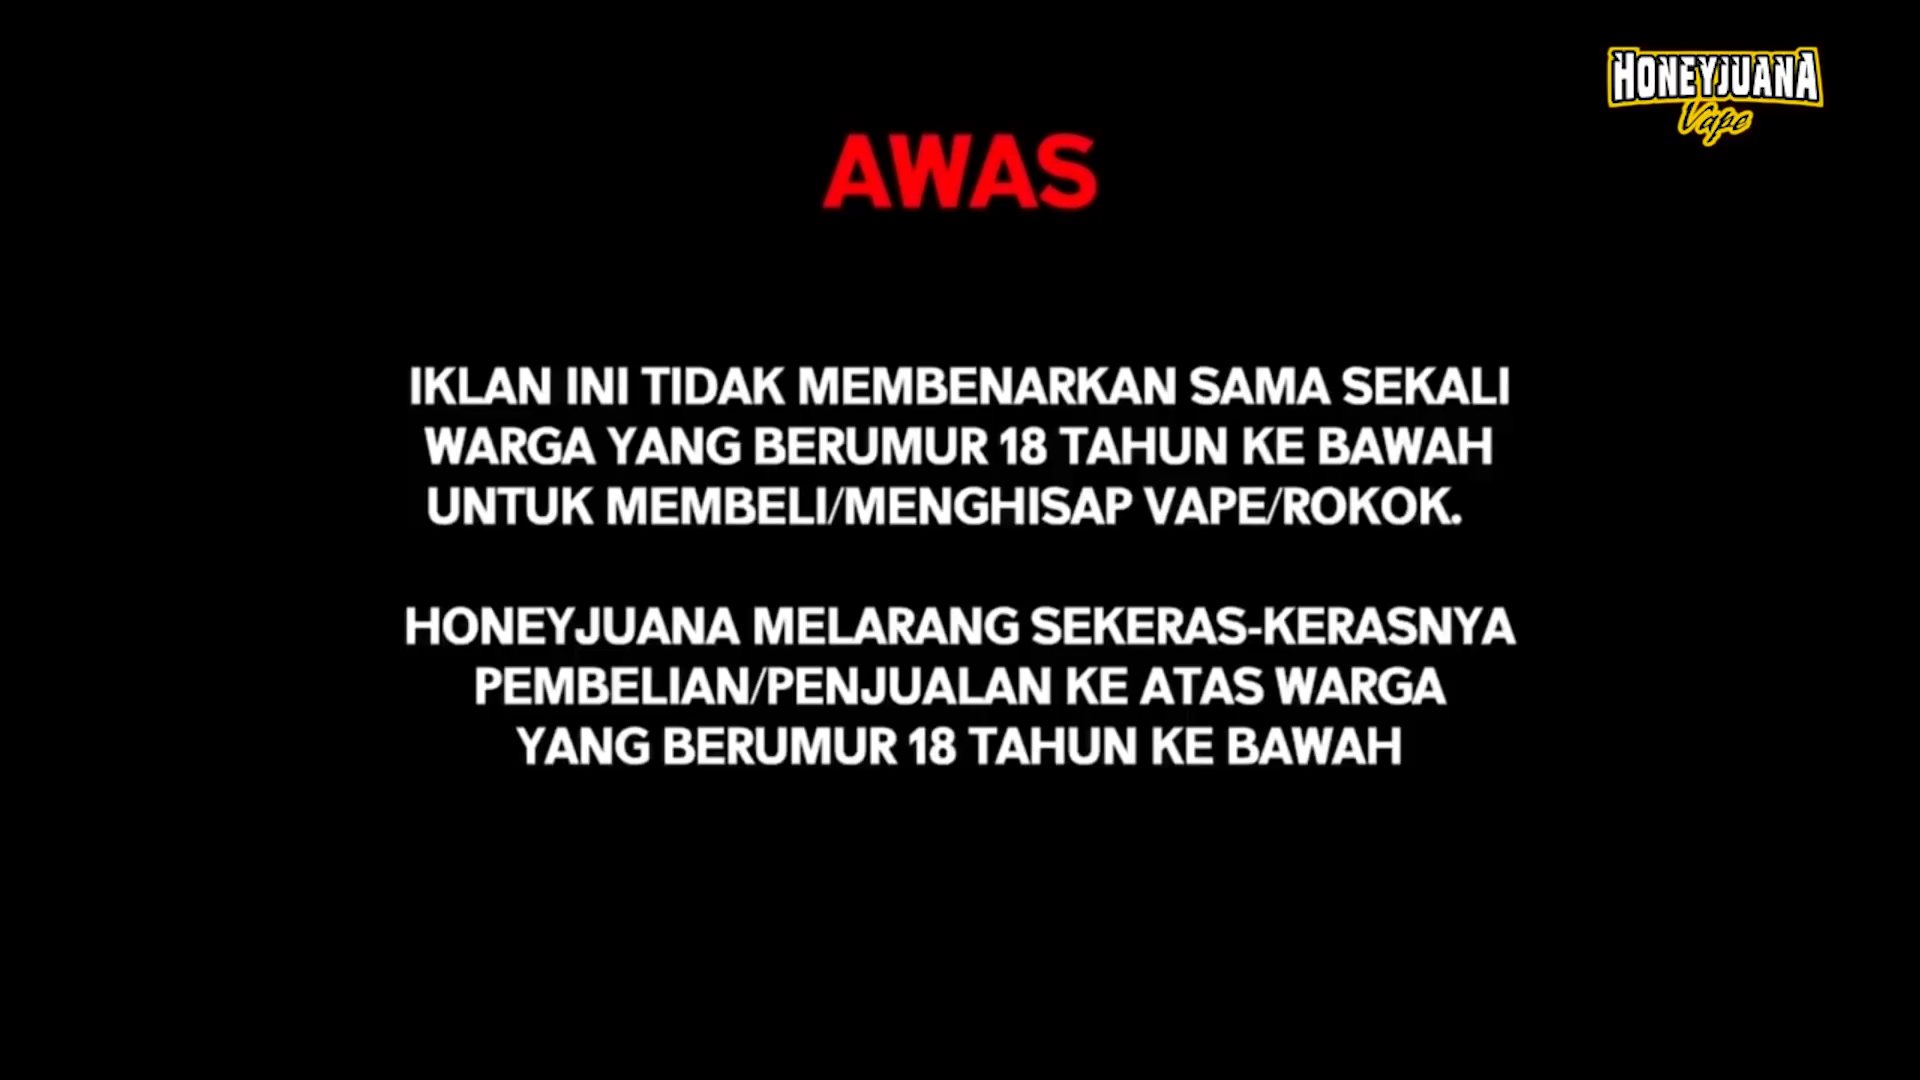 HONEYJUANA
Vape
AWAS
IKLAN INI TIDAK MEMBENARKAN SAMA SEKALI
WARGA YANG BERUMUR 18 TAHUN KE BAWAH
UNTUK MEMBELI/MENGHISAP VAPE/ROKOK.
HONEYJUANA MELARANG SEKERAS-KERASNYA
PEMBELIAN/PENJUALAN KE ATAS WARGA
YANG BERUMUR 18 TAHUN KE BAWAH